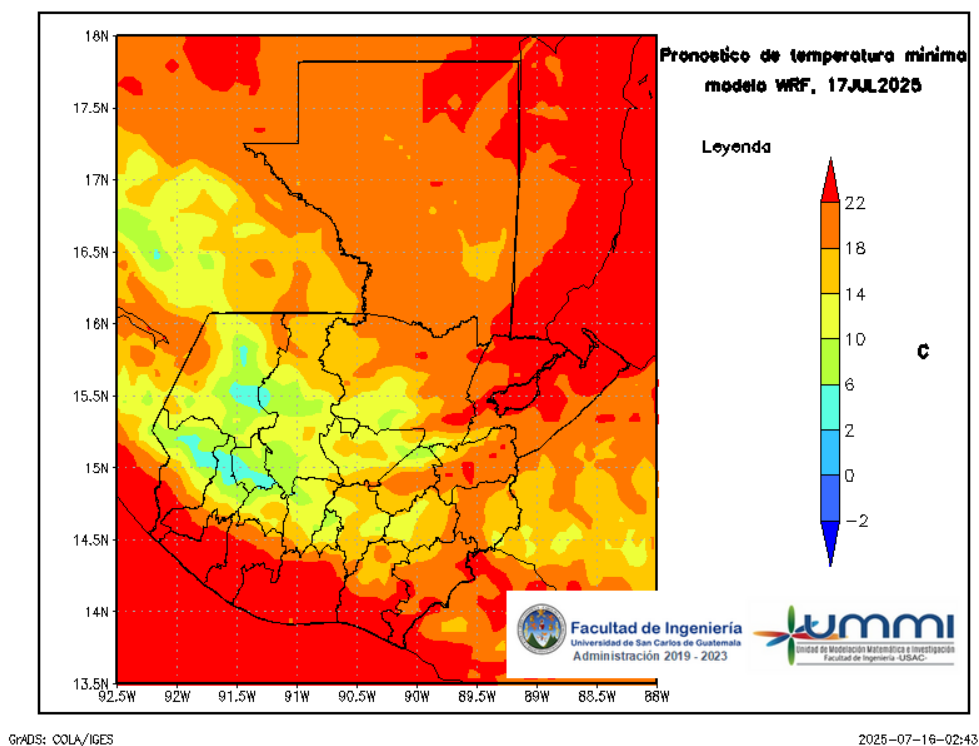 18N
17.5N
17N
16.5N
16N
15.5N
15N
14.5N
14N
13.5N
92.5W
92W
91.5W
91W
90.5W
90W
89.5W
89W
88.5W
88W
Pronostico de temperatura minima
modelo WRF, 17JUL2025
Leyenda
22
18
14
10
6
2
0
−2
C
Facultad de Ingeniería
Universidad de San Carlos de Guatemala
Administración 2019 - 2023
ummi
Unidad de Modelación Matemática e Investigación
Facultad de Ingeniería -USAC-
GrADS: COLA/IGES
2025-07-16-02:43